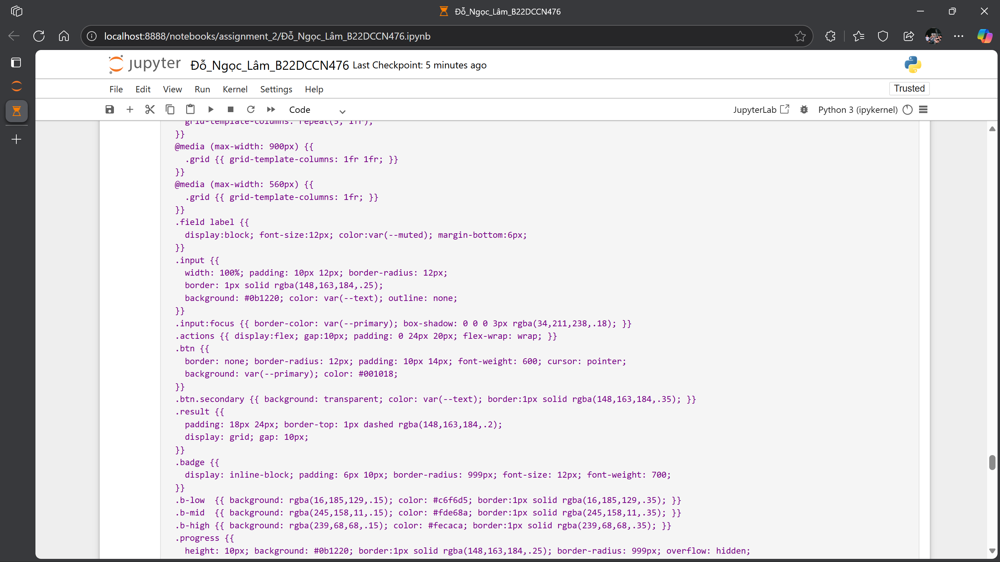 Đỗ_Ngọc_Lâm_B22DCCN476
localhost:8888/notebooks/assignment_2/Đỗ_Ngọc_Lâm_B22DCCN476.ipynb
jupyter Đỗ_Ngọc_Lâm_B22DCCN476 Last Checkpoint: 5 minutes ago
File Edit View Run Kernel Settings Help Trusted
Code JupyterLab Python 3 (ipykernel)
grid-template-columns: repeat(5, 1fr);
}}
@media (max-width: 900px) {{
.grid {{ grid-template-columns: 1fr 1fr; }}
}}
@media (max-width: 560px) {{
.grid {{ grid-template-columns: 1fr; }}
}}
.field label {{
display:block; font-size:12px; color:var(--muted); margin-bottom:6px;
}}
.input {{
width: 100%; padding: 10px 12px; border-radius: 12px;
border: 1px solid rgba(148,163,184,.25);
background: #0b1220; color: var(--text); outline: none;
}}
.input:focus {{ border-color: var(--primary); box-shadow: 0 0 0 3px rgba(34,211,238,.18); }}
.actions {{ display:flex; gap:10px; padding: 0 24px 20px; flex-wrap: wrap; }}
.btn {{
border: none; border-radius: 12px; padding: 10px 14px; font-weight: 600; cursor: pointer;
background: var(--primary); color: #001018;
}}
.btn.secondary {{ background: transparent; color: var(--text); border:1px solid rgba(148,163,184,.35); }}
.result {{
padding: 18px 24px; border-top: 1px dashed rgba(148,163,184,.2);
display: grid; gap: 10px;
}}
.badge {{
display: inline-block; padding: 6px 10px; border-radius: 999px; font-size: 12px; font-weight: 700;
}}
.b-low  {{ background: rgba(16,185,129,.15); color: #c6f6d5; border:1px solid rgba(16,185,129,.35); }}
.b-mid  {{ background: rgba(245,158,11,.15); color: #fde68a; border:1px solid rgba(245,158,11,.35); }}
.b-high {{ background: rgba(239,68,68,.15); color: #fecaca; border:1px solid rgba(239,68,68,.35); }}
.progress {{
height: 10px; background: #0b1220; border:1px solid rgba(148,163,184,.25); border-radius: 999px; overflow: hidden;